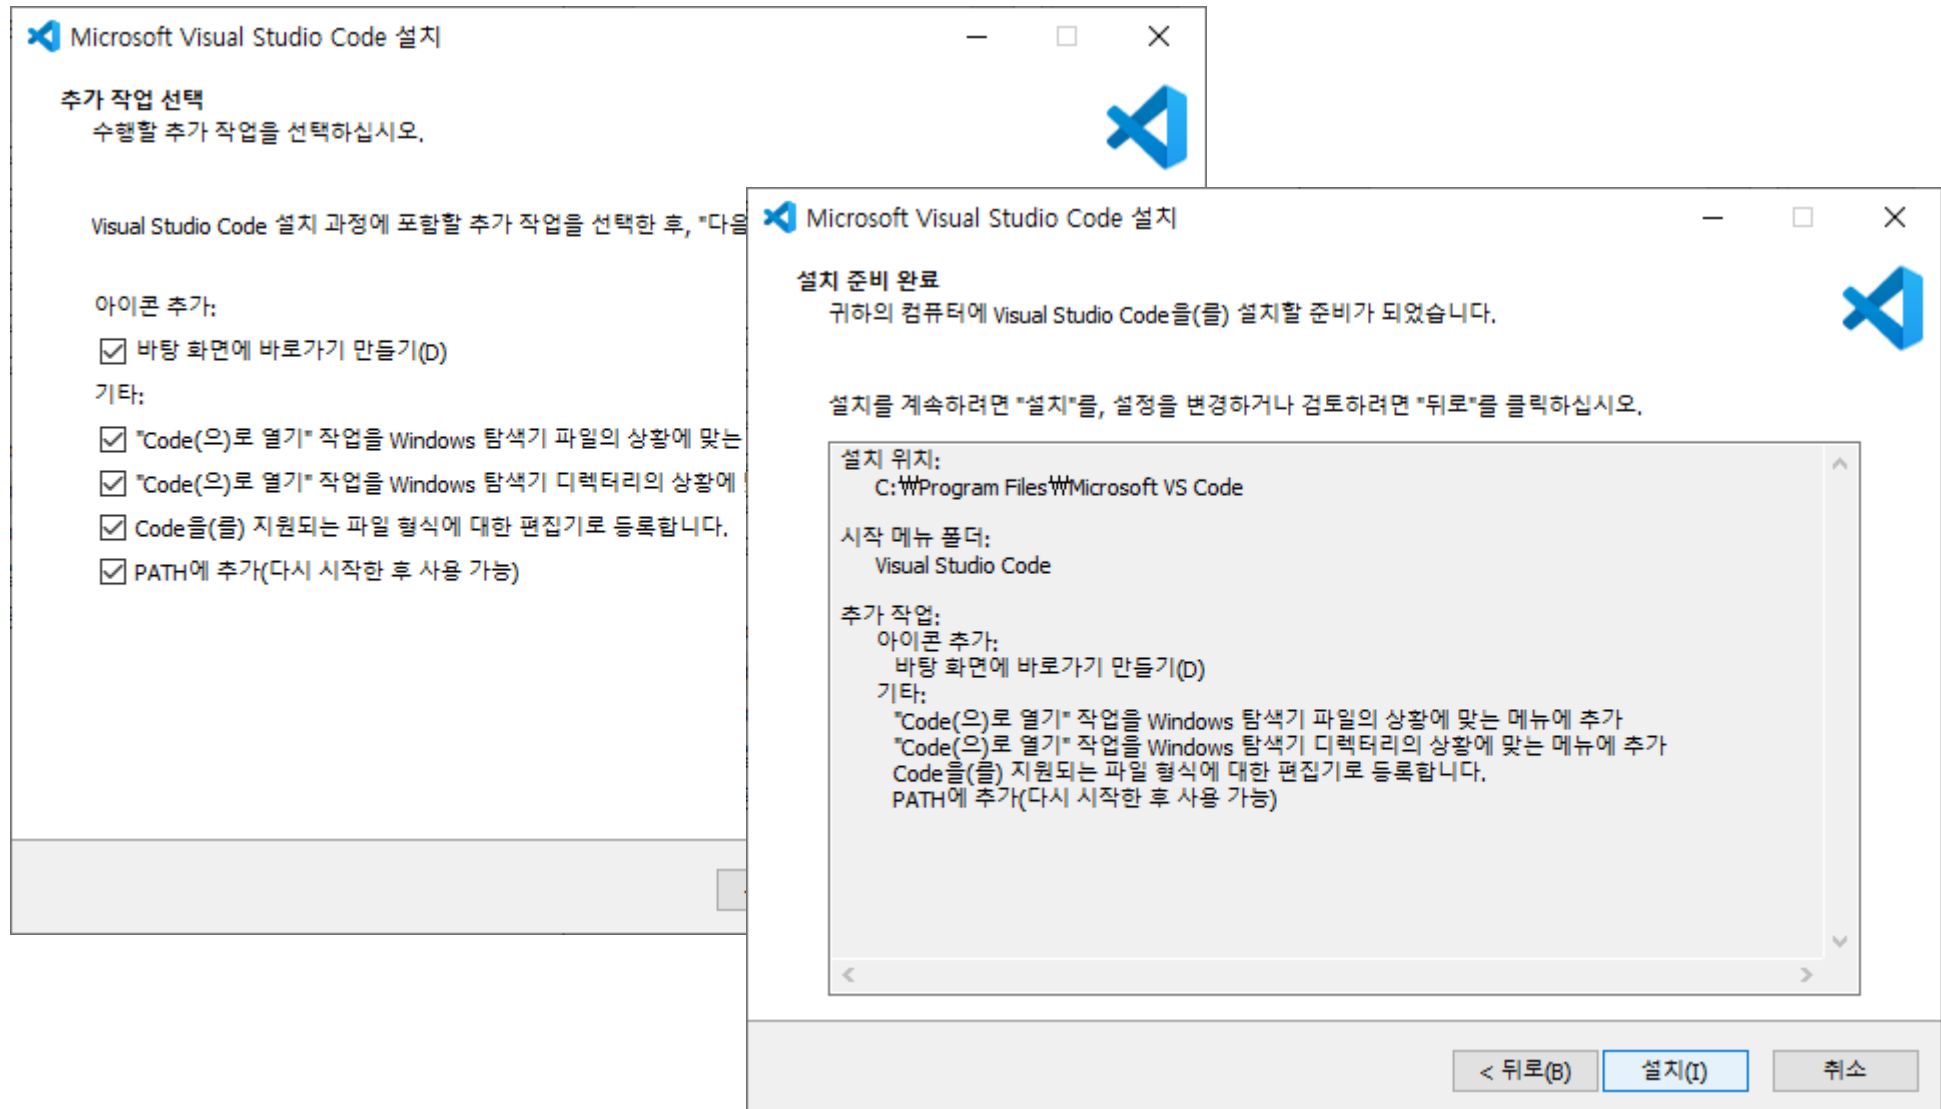 Microsoft Visual Studio Code 설치
추가 작업 선택
수행할 추가 작업을 선택하십시오.
Visual Studio Code 설치 과정에 포함할 추가 작업을 선택한 후, "다음
아이콘 추가:
바탕 화면에 바로가기 만들기(D)
기타:
"Code(으)로 열기" 작업을 Windows 탐색기 파일의 상황에 맞는
"Code(으)로 열기" 작업을 Windows 탐색기 디렉터리의 상황에
Code을(를) 지원되는 파일 형식에 대한 편집기로 등록합니다.
PATH에 추가(다시 시작한 후 사용 가능)
Microsoft Visual Studio Code 설치
설치 준비 완료
귀하의 컴퓨터에 Visual Studio Code을(를) 설치할 준비가 되었습니다.
설치를 계속하려면 "설치"를, 설정을 변경하거나 검토하려면 "뒤로"를 클릭하십시오.
설치 위치:
C:₩Program Files₩Microsoft VS Code
시작 메뉴 폴더:
Visual Studio Code
추가 작업:
아이콘 추가:
바탕 화면에 바로가기 만들기(D)
기타:
"Code(으)로 열기" 작업을 Windows 탐색기 파일의 상황에 맞는 메뉴에 추가
"Code(으)로 열기" 작업을 Windows 탐색기 디렉터리의 상황에 맞는 메뉴에 추가
Code을(를) 지원되는 파일 형식에 대한 편집기로 등록합니다.
PATH에 추가(다시 시작한 후 사용 가능)
< 뒤로(B)
설치(I)
취소